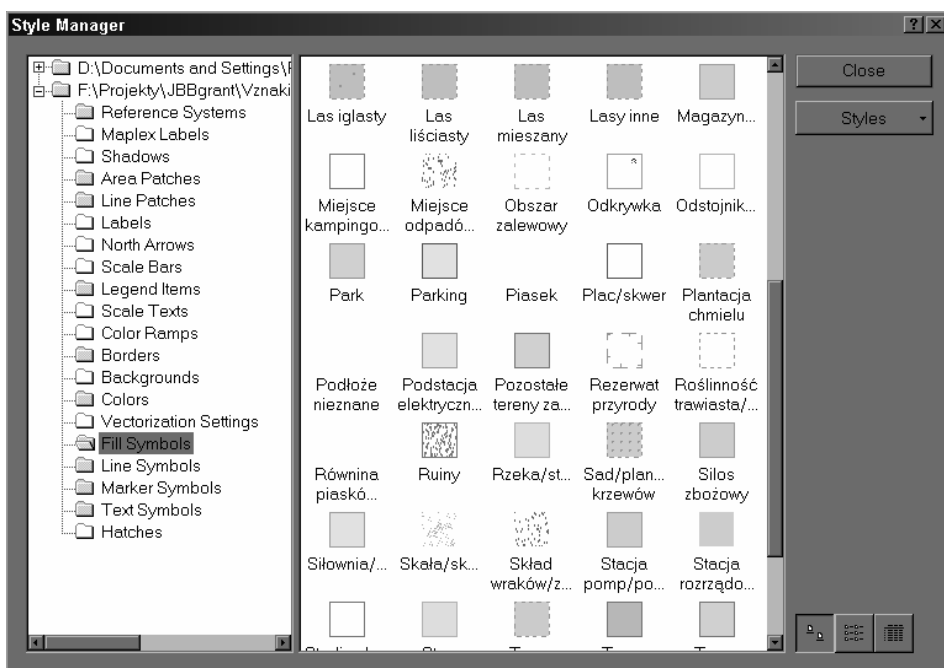 Style Manager
D:\Documents and Settings\
F:\Projekty\JBBgrant\Vznaki
Reference Systems
Maplex Labels
Shadows
Area Patches
Line Patches
Labels
North Arrows
Scale Bars
Legend Items
Scale Texts
Color Ramps
Borders
Backgrounds
Colors
Vectorization Settings
Fill Symbols
Line Symbols
Marker Symbols
Text Symbols
Hatches
Las iglasty
Las
liściasty
Las
mieszany
Lasy inne
Magazyn...
Miejsce
kampingo...
Miejsce
odpadó...
Obszar
zalewowy
Odkrywka
Odstojnik...
Park
Parking
Piasek
Plac/skwer
Plantacja
chmielu
Podłoże
nieznane
Podstacja
elektryczn...
Pozostałe
tereny za...
Rezerwat
przyrody
Roślinność
trawiasta/...
Równina
piaskó...
Ruiny
Rzeka/st...
Sad/plan...
krzewów
Silos
zbożowy
Siłownia/...
Skała/sk...
Skład
wraków/z...
Stacja
pomp/po...
Stacja
rozrządo...
Close
Styles